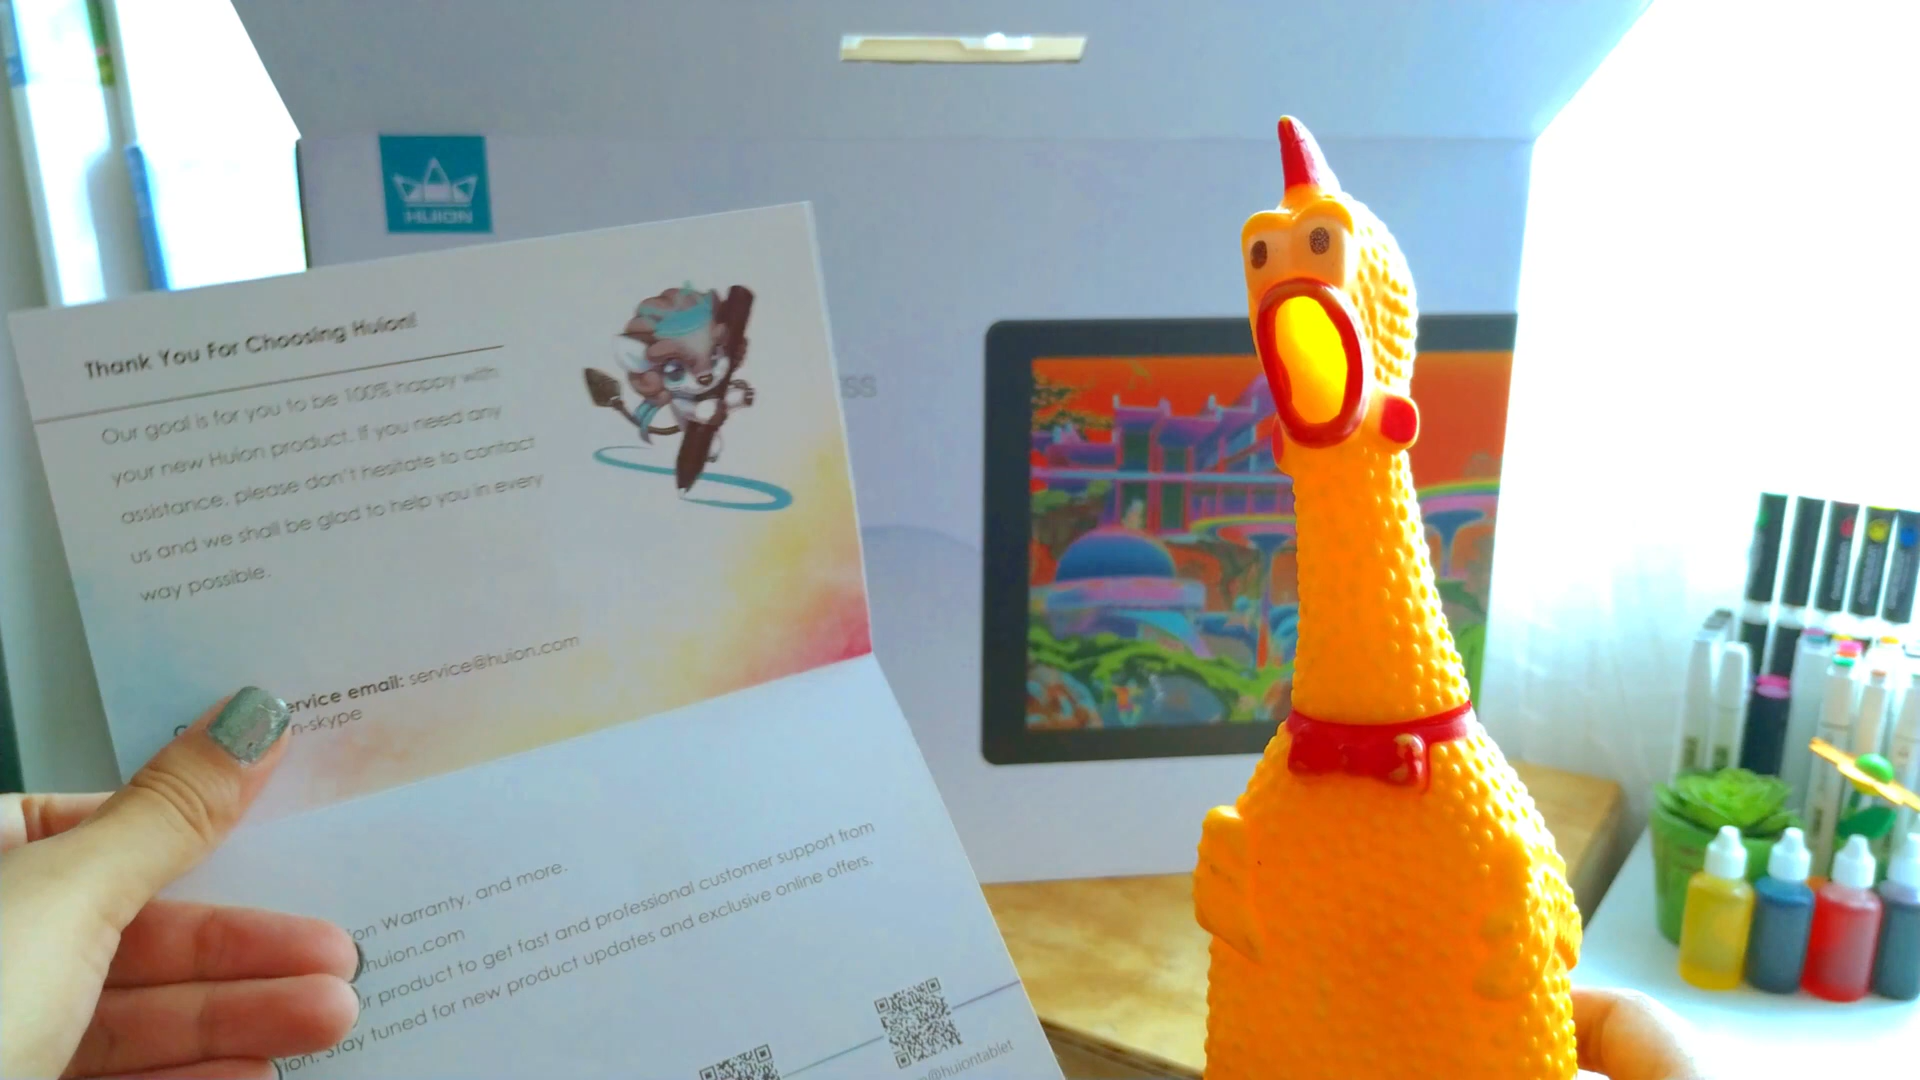 HUION
Thank You For Choosing Huion!
Our goal is for you to be 100% happy with
your new Huion product. If you need any
assistance, please don't hesitate to contact
us and we shall be glad to help you in every
way possible.
ervice email: service@huion.com
n-skype
on Warranty, and more.
huion.com
r product to get fast and professional customer support from
ion. Stay tuned for new product updates and exclusive online offers.
@huiontablet